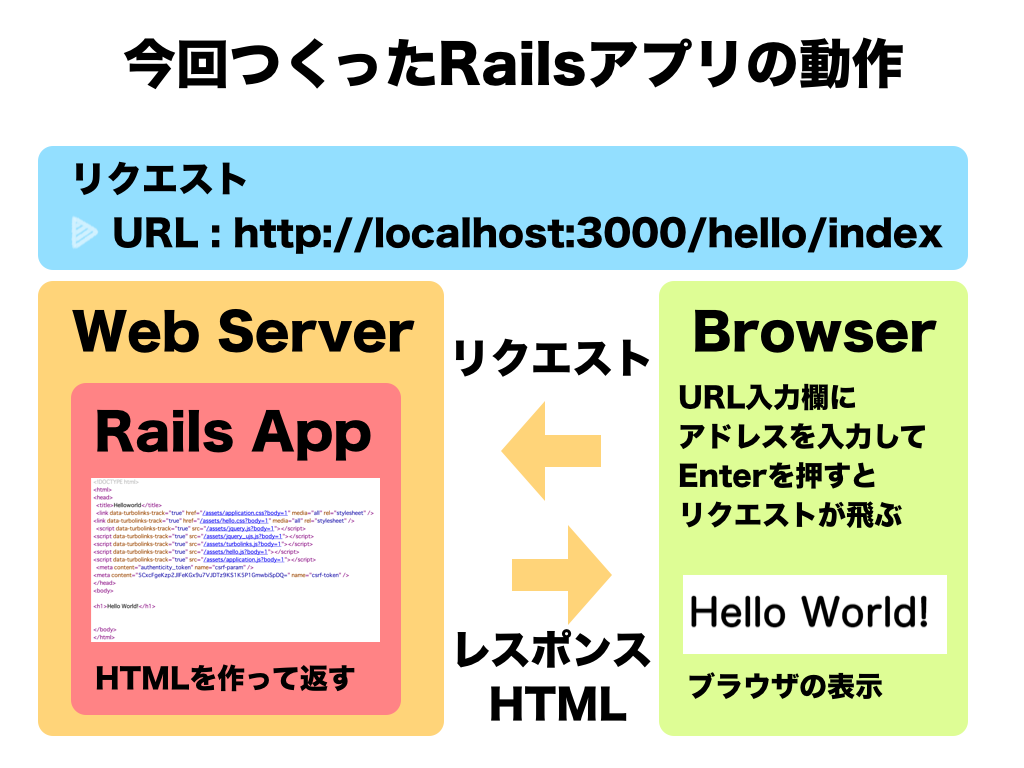 今回つくったRailsアプリの動作
リクエスト
URL : http://localhost:3000/hello/index
Web Server
Rails App
<!DOCTYPE html>
<html>
<head>
<title>Helloworld</title>
<link data-turbolinks-track="true" href="/assets/application.css?body=1" media="all" rel="stylesheet" />
<link data-turbolinks-track="true" href="/assets/hello.css?body=1" media="all" rel="stylesheet" />
<script data-turbolinks-track="true" src="/assets/jquery.js?body=1"></script>
<script data-turbolinks-track="true" src="/assets/jquery_ujs.js?body=1"></script>
<script data-turbolinks-track="true" src="/assets/turbolinks.js?body=1"></script>
<script data-turbolinks-track="true" src="/assets/hello.js?body=1"></script>
<script data-turbolinks-track="true" src="/assets/application.js?body=1"></script>
<meta content="authenticity_token" name="csrf-param" />
<meta name="csrf-token" />
</head>
<body>
<h1>Hello World!</h1>
</body>
</html>
HTMLを作って返す
リクエスト
レスポンス
HTML
Browser
URL入力欄に
アドレスを入力して
Enterを押すと
リクエストが飛ぶ
Hello World!
ブラウザの表示